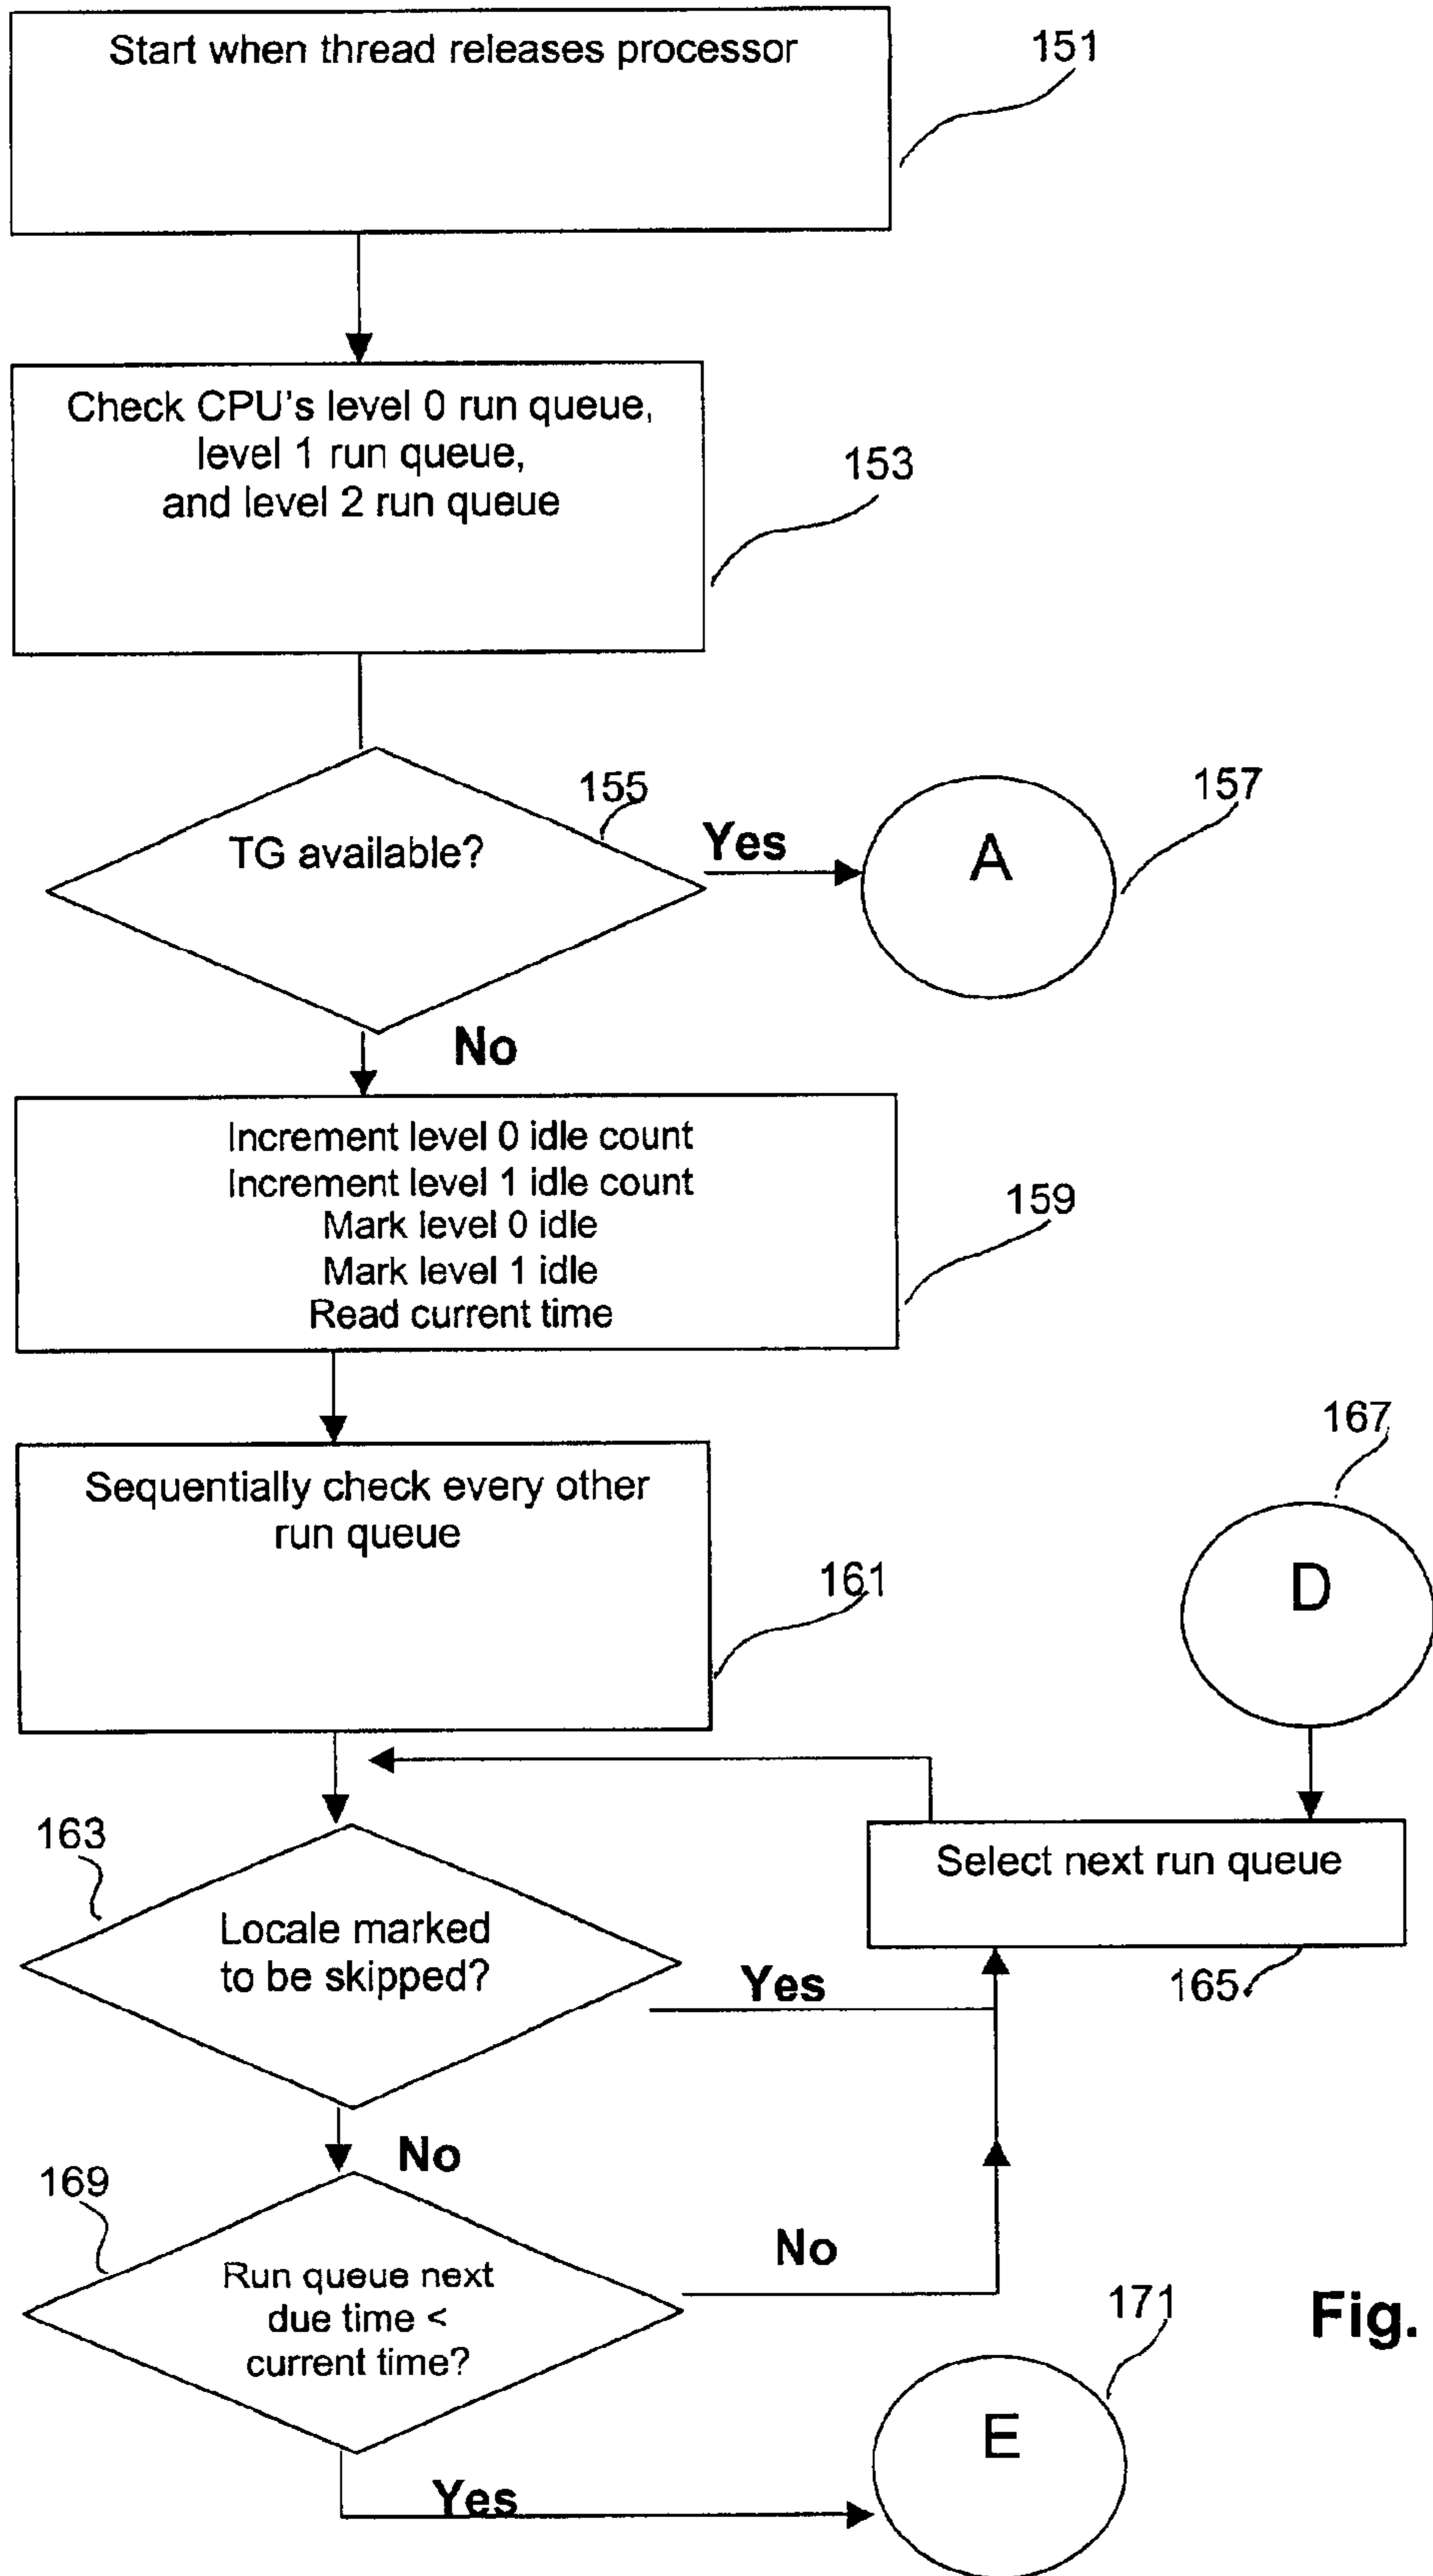 Start when thread releases processor
151
Check CPU's level 0 run queue,
level 1 run queue,
and level 2 run queue
153
155
TG available?
Yes
A
157
No
Increment level 0 idle count
Increment level 1 idle count
Mark level 0 idle
Mark level 1 idle
Read current time
159
Sequentially check every other
run queue
161
167
D
163
Locale marked
to be skipped?
Yes
Select next run queue
165
No
169
Run queue next
due time <
current time?
No
Yes
171
E
Fig.